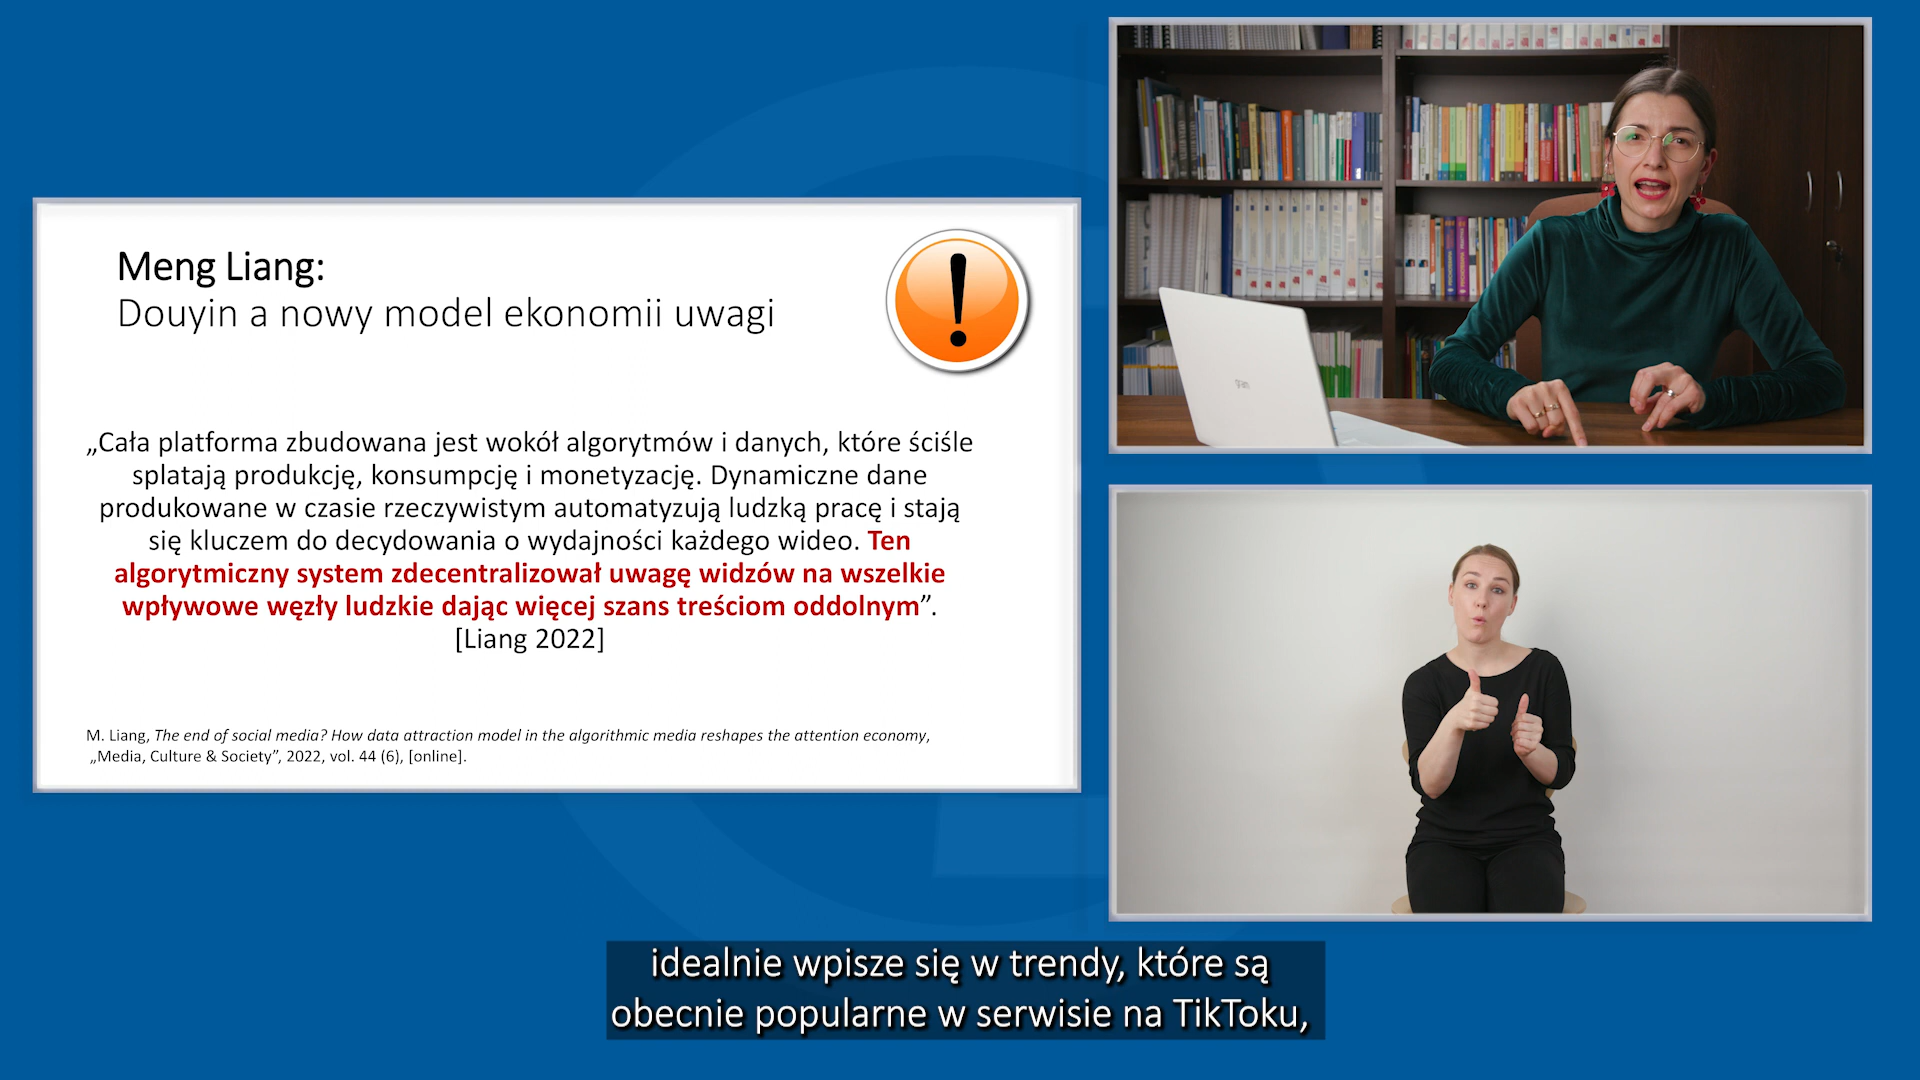 Meng Liang:
Douyin a nowy model ekonomii uwagi
„Cała platforma zbudowana jest wokół algorytmów i danych, które ściśle
splatają produkcję, konsumpcję i monetyzację. Dynamiczne dane
produkowane w czasie rzeczywistym automatyzują ludzką pracę i stają
się kluczem do decydowania o wydajności każdego wideo. Ten
algorytmiczny system zdecentralizował uwagę widzów na wszelkie
wpływowe węzły ludzkie dając więcej szans treściom oddolnym”.
[Liang 2022]
M. Liang, The end of social media? How data attraction model in the algorithmic media reshapes the attention economy,
„Media, Culture & Society”, 2022, vol. 44 (6), [online].
idealnie wpisze się w trendy, które są
obecnie popularne w serwisie na TikToku,